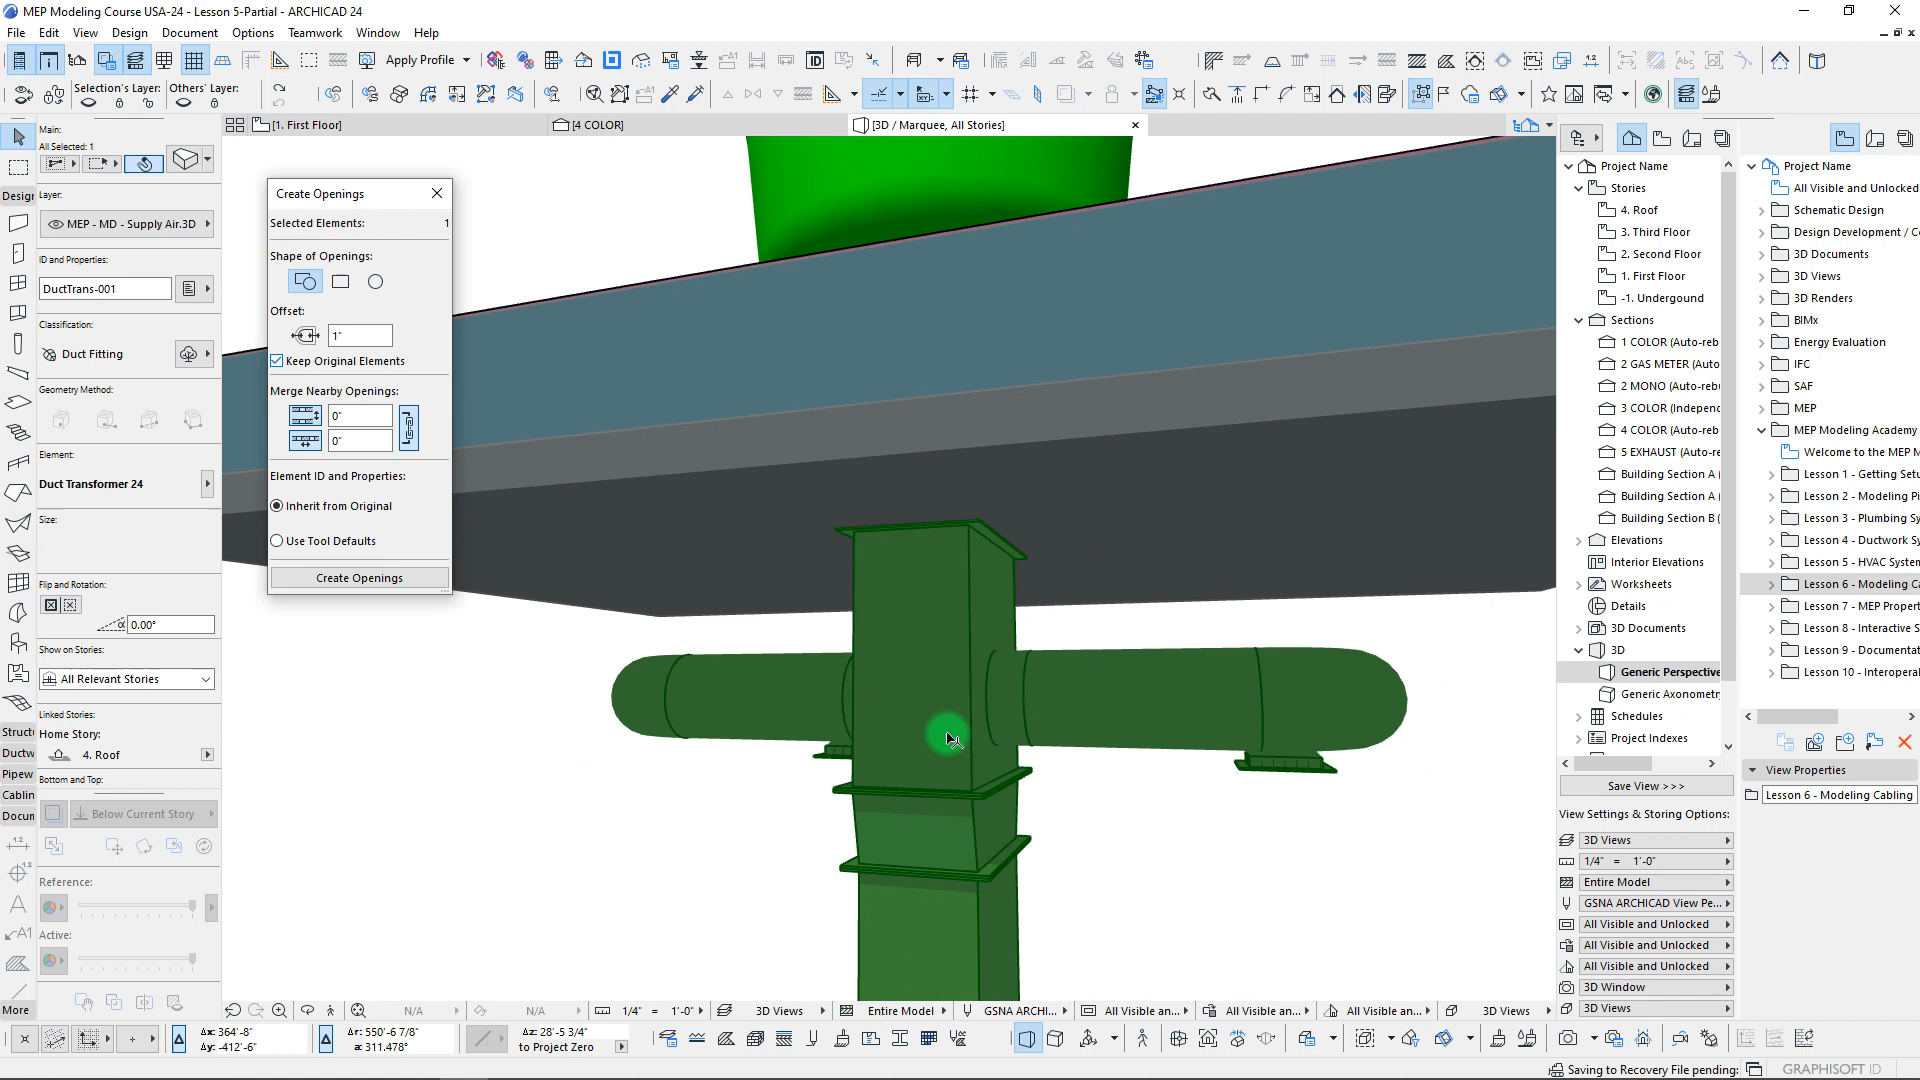 MEP Modeling Course USA-24 - Lesson 5-Partial - ARCHICAD 24
File Edit View Design Document Options Teamwork Window Help
Apply Profile
Selection's Layer: Others' Layer:
[1. First Floor] [4 COLOR] [3D / Marquee, All Stories]
Main:
All Selected: 1
Layer:
MEP - MD - Supply Air.3D
ID and Properties:
DuctTrans-001
Classification:
Duct Fitting
Geometry Method:
Element:
Duct Transformer 24
Size:
Flip and Rotation:
0.00°
Show on Stories:
All Relevant Stories
Linked Stories:
Home Story:
4. Roof
Bottom and Top:
Below Current Story
Reference:
Active:
Design
Struct
Ductw
Pipew
Cablin
Docum
More
Create Openings
Selected Elements: 1
Shape of Openings:
Offset:
1"
Keep Original Elements
Merge Nearby Openings:
0"
0"
Element ID and Properties:
Inherit from Original
Use Tool Defaults
Create Openings
Project Name
Stories
4. Roof
3. Third Floor
2. Second Floor
1. First Floor
-1. Undergound
Sections
1 COLOR (Auto-reb
2 GAS METER (Auto-
2 MONO (Auto-rebu
3 COLOR (Independ
4 COLOR (Auto-reb
5 EXHAUST (Auto-re
Building Section A (
Building Section A (
Building Section B (
Elevations
Interior Elevations
Worksheets
Details
3D Documents
3D
Generic Perspective
Generic Axonometr
Schedules
Project Indexes
Save View >>>
View Settings & Storing Options:
3D Views
1/4" = 1'-0"
Entire Model
GSNA ARCHICAD View Pe...
All Visible and Unlocked
All Visible and Unlocked
All Visible and Unlocked
3D Window
3D Views
Project Name
All Visible and Unlocked
Schematic Design
Design Development / Co
3D Documents
3D Views
3D Renders
BIMx
Energy Evaluation
IFC
SAF
MEP
MEP Modeling Academy
Welcome to the MEP M
Lesson 1 - Getting Setu
Lesson 2 - Modeling Pi
Lesson 3 - Plumbing Sy
Lesson 4 - Ductwork Sy
Lesson 5 - HVAC System
Lesson 6 - Modeling Ca
Lesson 7 - MEP Propert
Lesson 8 - Interactive S
Lesson 9 - Documentat
Lesson 10 - Interoperal
View Properties
Lesson 6 - Modeling Cabling
N/A N/A 1/4" = 1'-0" 3D Views Entire Model GSNA ARCHI... All Visible an... All Visible an... All Visible an... 3D Views
Δx: 364'-8" Δr: 550'-6 7/8" Δz: 28'-5 3/4"
Δy: -412'-6" a: 311.478° to Project Zero
Saving to Recovery File pending: GRAPHISOFT ID